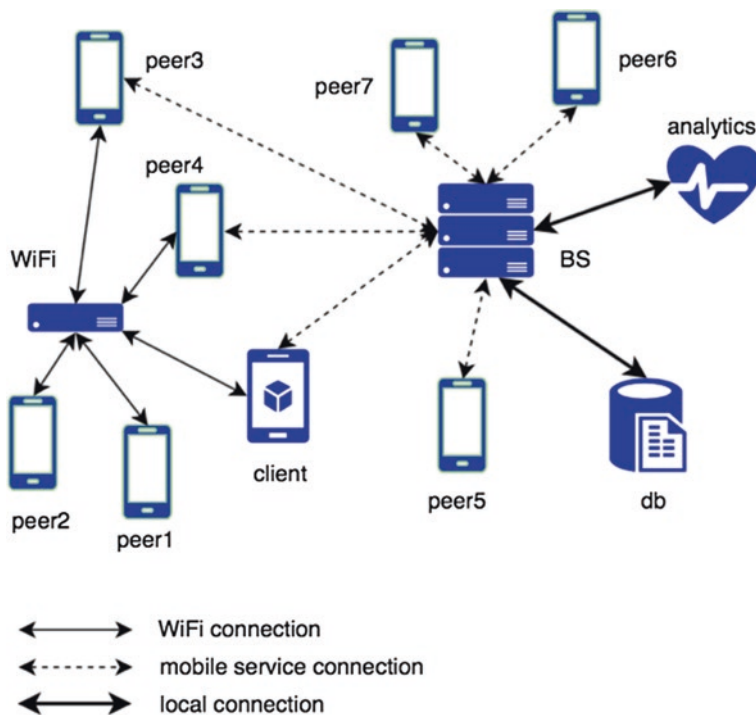 peer3
peer6
peer7
analytics
peer4
WiFi
BS
client
peer5
db
peer2
peer1
WiFi connection
mobile service connection
local connection